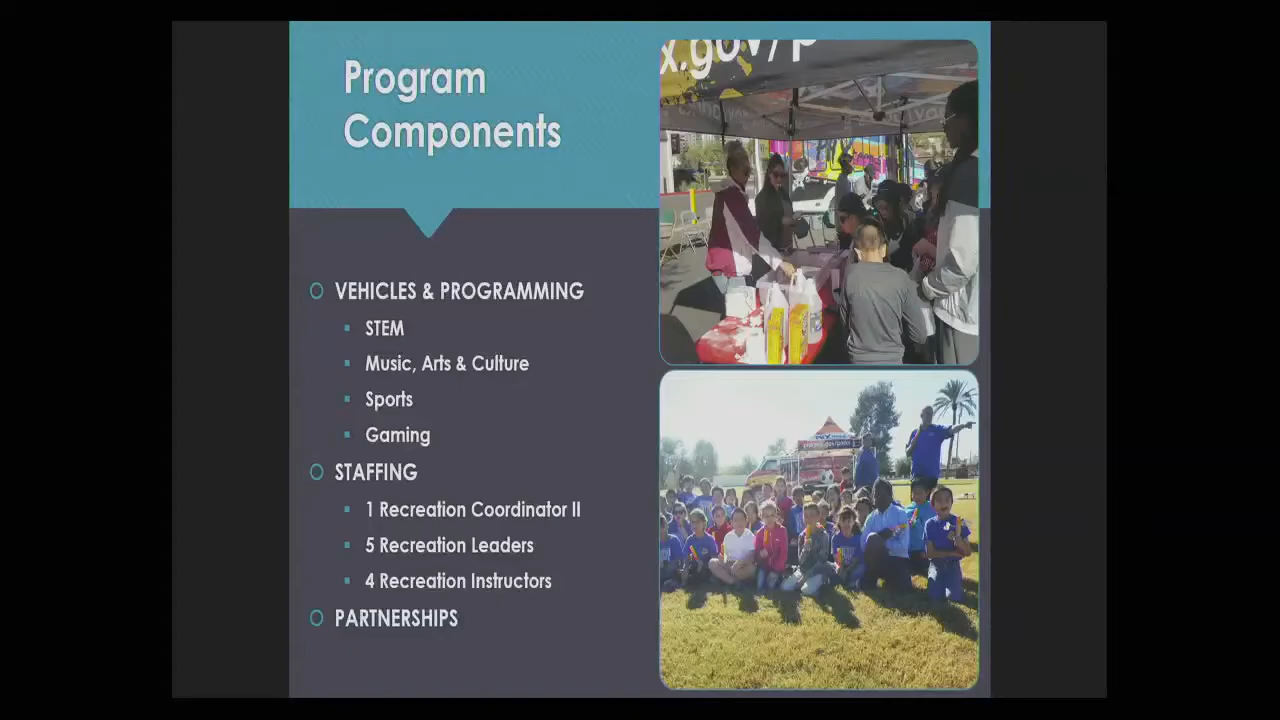 Program
Components
VEHICLES & PROGRAMMING
STEM
Music, Arts & Culture
Sports
Gaming
STAFFING
1 Recreation Coordinator II
5 Recreation Leaders
4 Recreation Instructors
PARTNERSHIPS
x.gov/p